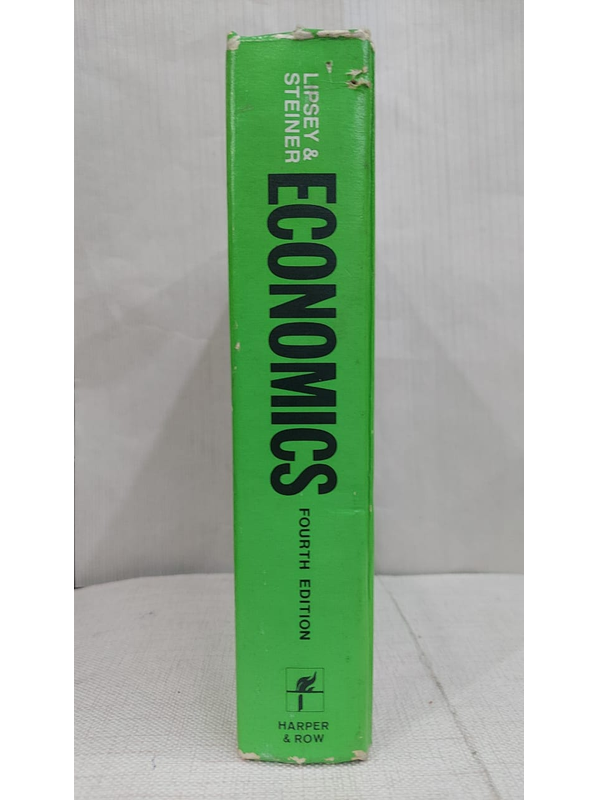 LIPSEY &
STEINER
ECONOMICS
FOURTH EDITION
HARPER
& ROW